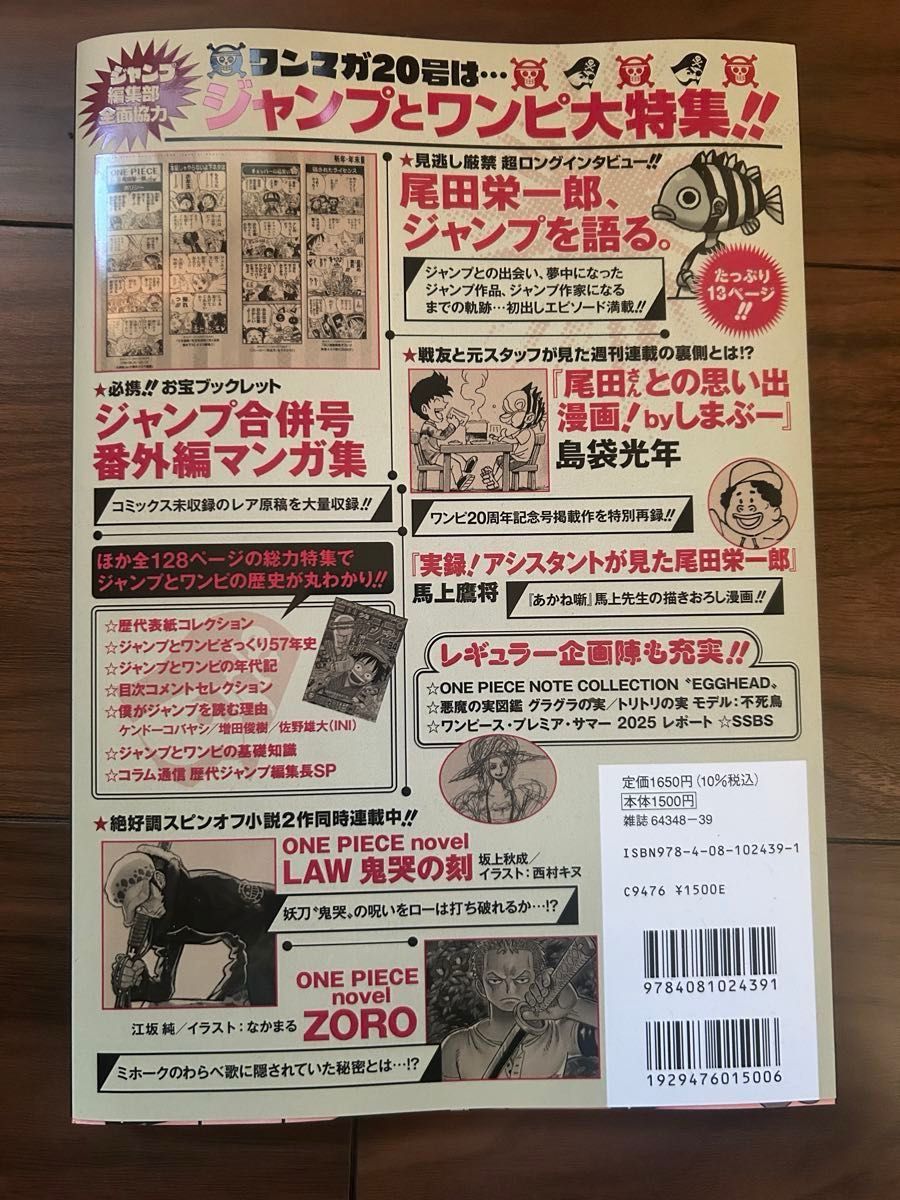 ジャンプ
編集部
全面協力
ワンマガ20号は…
ジャンプとワンピ大特集!!
新年・年末編
ONE PIECE
★見逃し厳禁 超ロングインタビュー!!
尾田栄一郎、
ジャンプを語る。
ジャンプとの出会い、夢中になった
ジャンプ作品、ジャンプ作家になる
までの軌跡…初出しエピソード満載!!
たっぷり
13ページ
!!
★必携!! お宝ブックレット
ジャンプ合併号
番外編マンガ集
コミックス未収録のレア原稿を大量収録!!
★戦友と元スタッフが見た週刊連載の裏側とは!?
『尾田さんとの思い出
漫画! byしまぶー』
島袋光年
ワンピ20周年記念号掲載作を特別再録!!
『実録! アシスタントが見た尾田栄一郎』
馬上鷹将
『あかね噺』馬上先生の描きおろし漫画!!
ほか全128ページの総力特集で
ジャンプとワンピの歴史が丸わかり!!
☆歴代表紙コレクション
☆ジャンプとワンピざっくり57年史
☆ジャンプとワンピの年代記
☆目次コメントセレクション
☆僕がジャンプを読む理由
ケンドーコバヤシ/増田俊樹/佐野雄大(INI)
☆ジャンプとワンピの基礎知識
☆コラム通信 歴代ジャンプ編集長SP
レギュラー企画陣も充実!!
☆ONE PIECE NOTE COLLECTION 〝EGGHEAD〟
☆悪魔の実図鑑 グラグラの実/トリトリの実 モデル:不死鳥
☆ワンピース・プレミア・サマー 2025 レポート ☆SSBS
★絶好調スピンオフ小説2作同時連載中!!
ONE PIECE novel
LAW 鬼哭の刻
坂上秋成/
イラスト:西村キヌ
妖刀〝鬼哭〟の呪いをローは打ち破れるか…!?
ONE PIECE
novel
ZORO
江坂 純/イラスト:なかまる
ミホークのわらべ歌に隠されていた秘密とは…!?
定価1650円(10%税込)
本体1500円
雑誌 64348-39
ISBN978-4-08-102439-1
C9476 ¥1500E
9784081024391
1929476015006